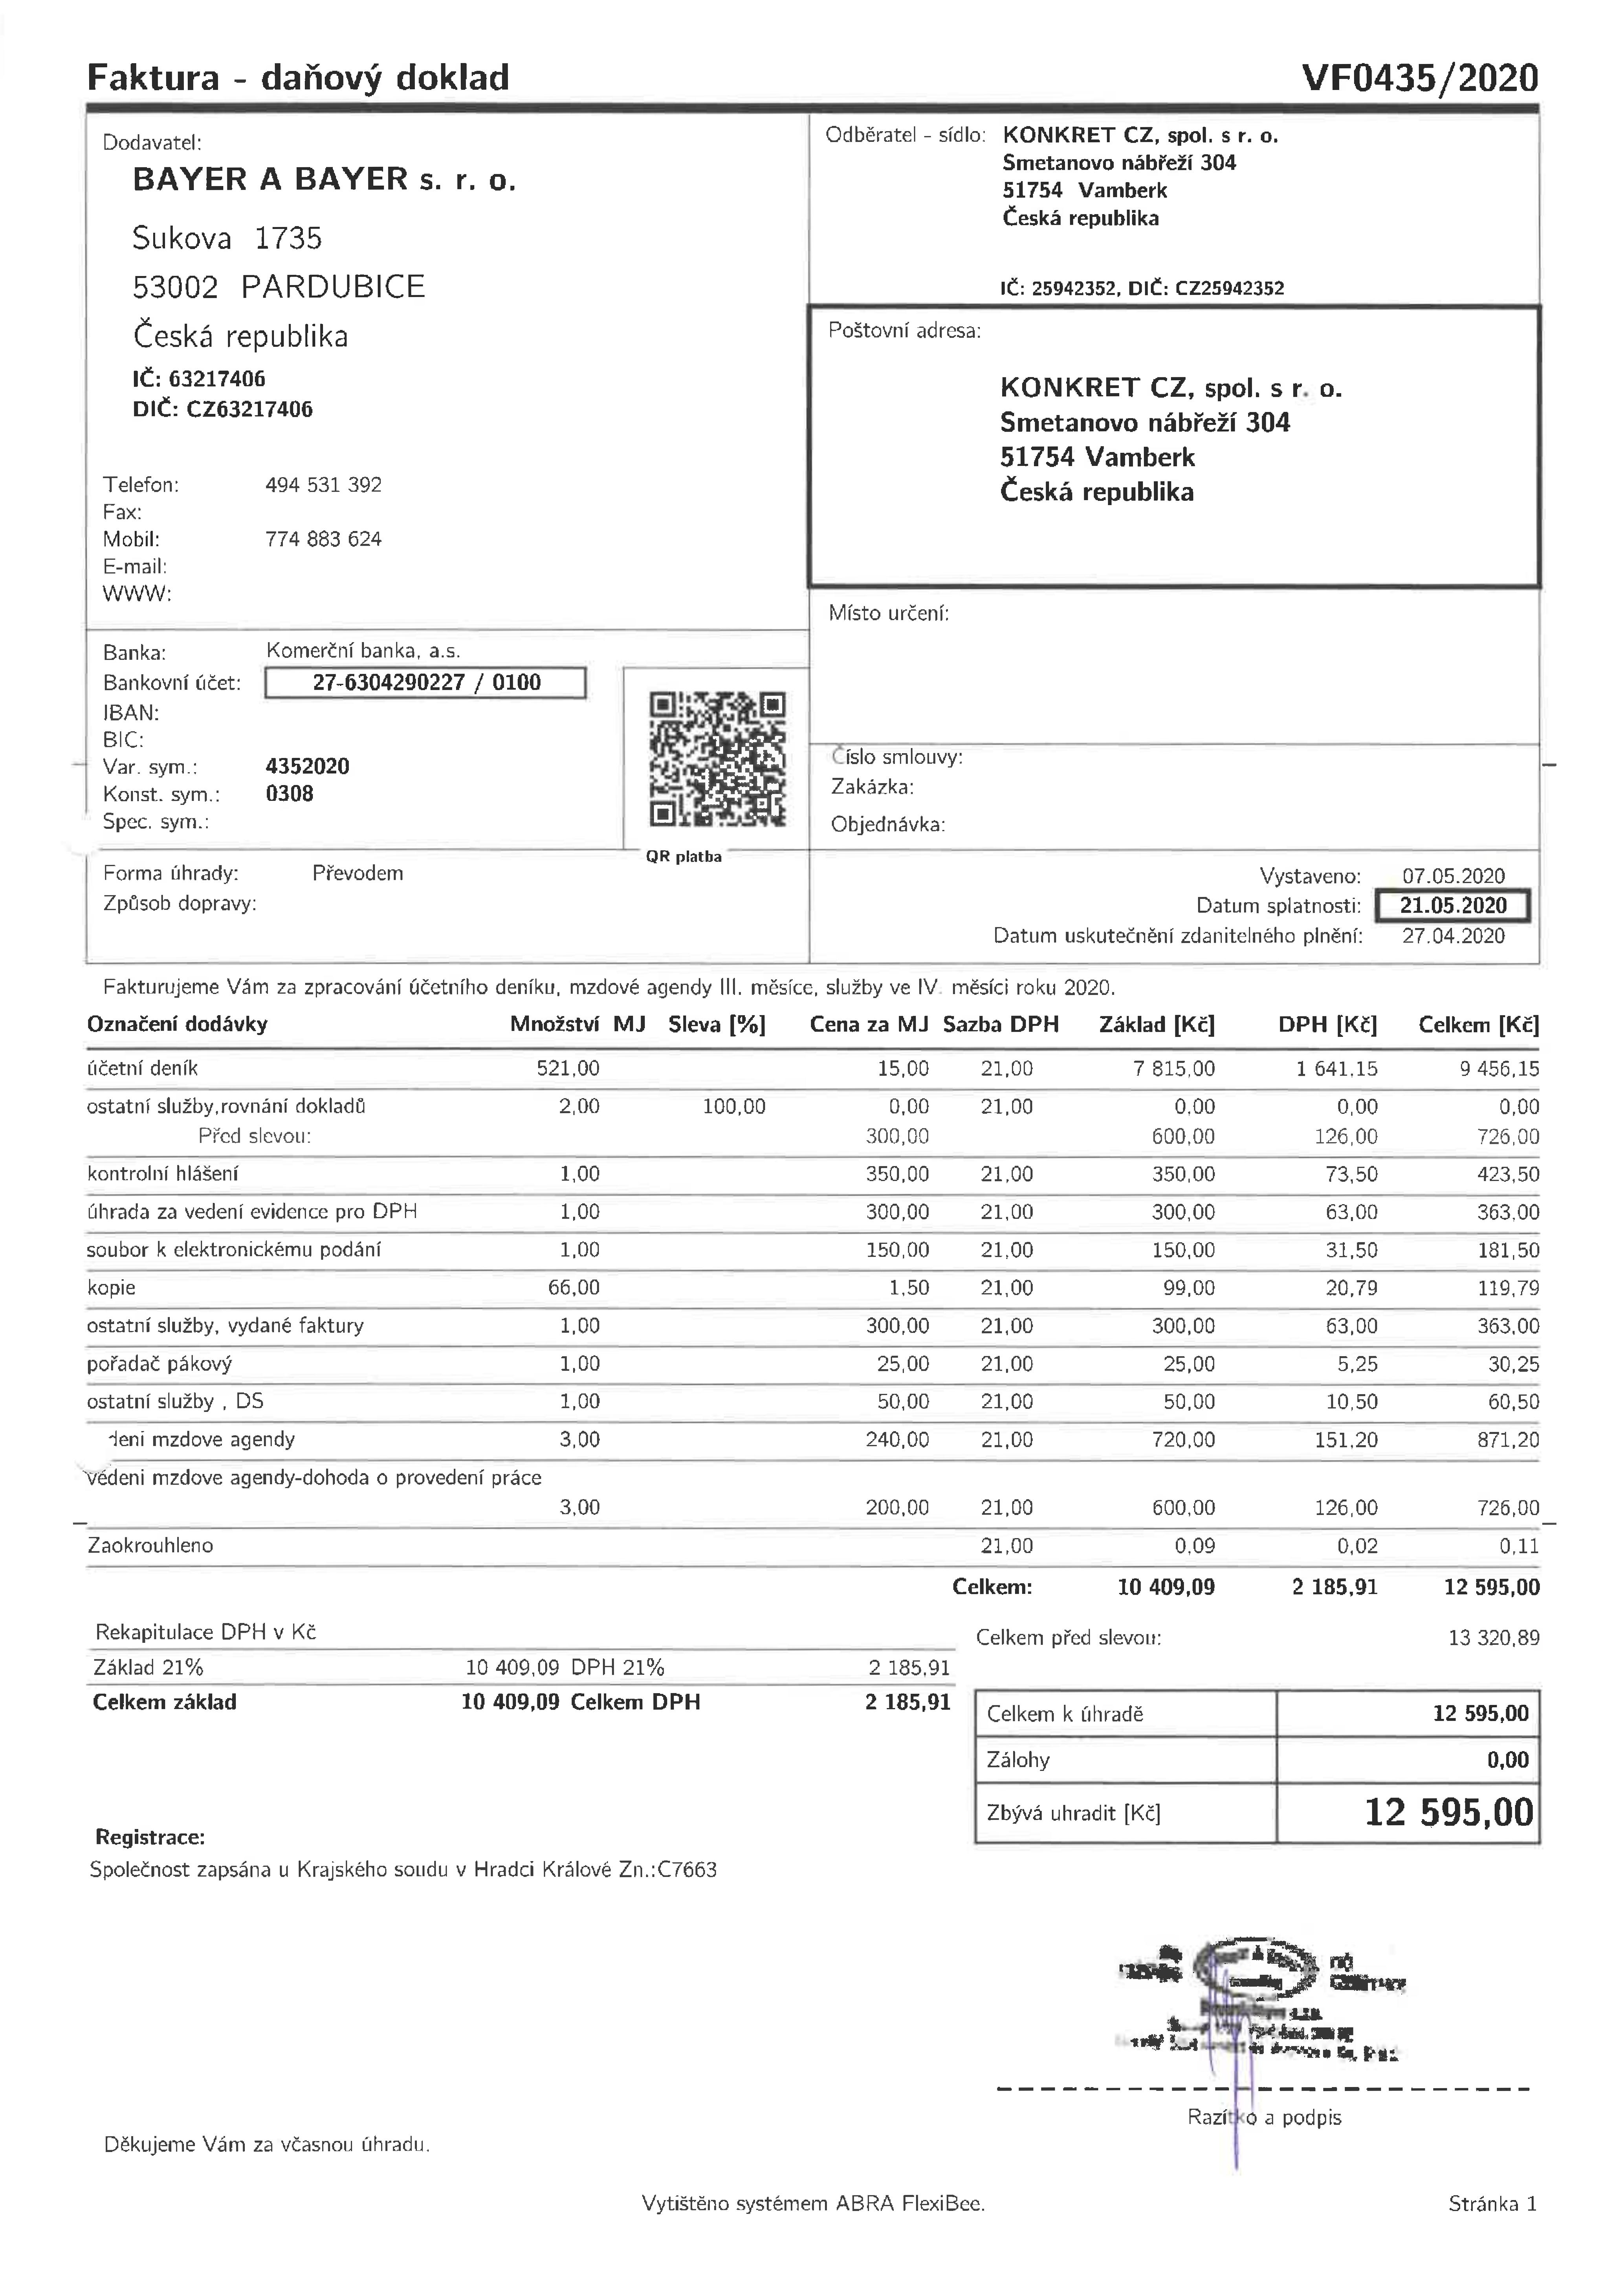 Faktura - daňový doklad VF0435/2020
Dodavatel:
BAYER A BAYER s. r. o.
Sukova 1735
53002 PARDUBICE
Česká republika
IČ: 63217406
DIČ: CZ63217406
Telefon: 494 531 392
Fax:
Mobil: 774 883 624
E-mail:
WWW:
Odběratel - sídlo: KONKRET CZ, spol. s r. o.
Smetanovo nábřeží 304
51754 Vamberk
Česká republika
IČ: 25942352, DIČ: CZ25942352
Poštovní adresa:
KONKRET CZ, spol. s r. o.
Smetanovo nábřeží 304
51754 Vamberk
Česká republika
Místo určení:
Banka: Komerční banka, a.s.
Bankovní účet: 27-6304290227 / 0100
IBAN:
BIC:
Var. sym.: 4352020
Konst. sym.: 0308
Spec. sym.:
QR platba
Číslo smlouvy:
Zakázka:
Objednávka:
Forma úhrady: Převodem
Způsob dopravy:
Vystaveno: 07.05.2020
Datum splatnosti: 21.05.2020
Datum uskutečnění zdanitelného plnění: 27.04.2020
Fakturujeme Vám za zpracování účetního deníku, mzdové agendy III. měsíce, služby ve IV. měsíci roku 2020.
Označení dodávky Množství MJ Sleva [%] Cena za MJ Sazba DPH Základ [Kč] DPH [Kč] Celkem [Kč]
účetní deník 521,00 15,00 21,00 7 815,00 1 641,15 9 456,15
ostatní služby,rovnání dokladů 2,00 100,00 0,00 21,00 0,00 0,00 0,00
Před slevou: 300,00 600,00 126,00 726,00
kontrolní hlášení 1,00 350,00 21,00 350,00 73,50 423,50
úhrada za vedení evidence pro DPH 1,00 300,00 21,00 300,00 63,00 363,00
soubor k elektronickému podání 1,00 150,00 21,00 150,00 31,50 181,50
kopie 66,00 1,50 21,00 99,00 20,79 119,79
ostatní služby, vydané faktury 1,00 300,00 21,00 300,00 63,00 363,00
pořadač pákový 1,00 25,00 21,00 25,00 5,25 30,25
ostatní služby , DS 1,00 50,00 21,00 50,00 10,50 60,50
deni mzdove agendy 3,00 240,00 21,00 720,00 151,20 871,20
vedeni mzdove agendy-dohoda o provedení práce
3,00 200,00 21,00 600,00 126,00 726,00
Zaokrouhleno 21,00 0,09 0,02 0,11
Celkem: 10 409,09 2 185,91 12 595,00
Rekapitulace DPH v Kč
Základ 21% 10 409,09 DPH 21% 2 185,91
Celkem základ 10 409,09 Celkem DPH 2 185,91
Celkem před slevou: 13 320,89
Celkem k úhradě 12 595,00
Zálohy 0,00
Zbývá uhradit [Kč] 12 595,00
Registrace:
Společnost zapsána u Krajského soudu v Hradci Králové Zn.:C7663
Razítko a podpis
Děkujeme Vám za včasnou úhradu.
Vytištěno systémem ABRA FlexiBee. Stránka 1